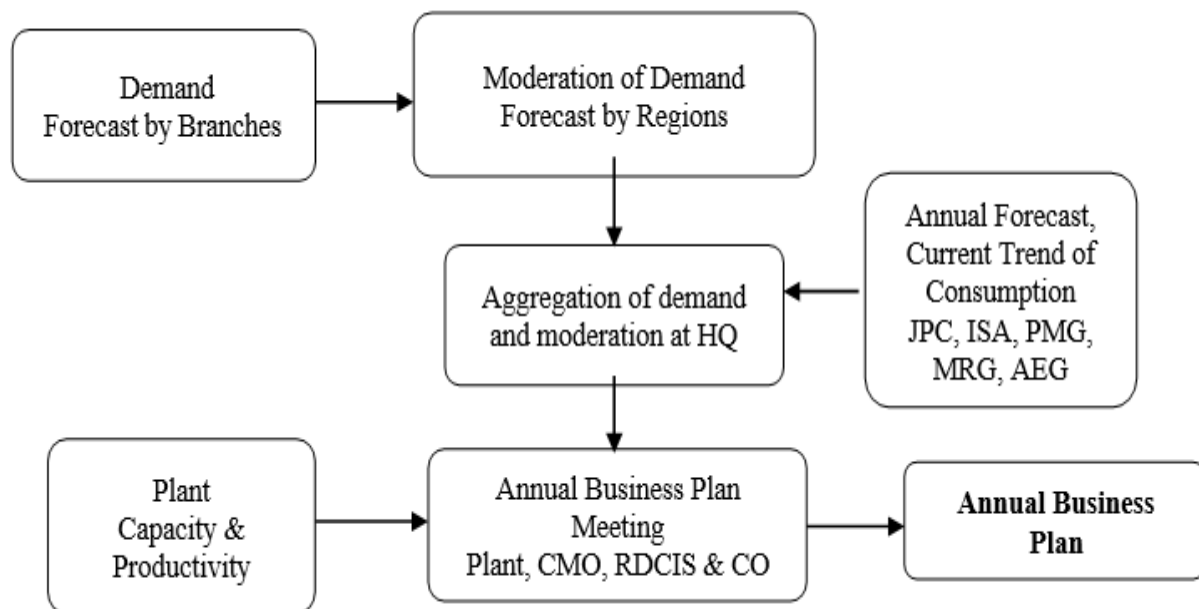 Demand
Forecast by Branches
Moderation of Demand
Forecast by Regions
Annual Forecast,
Current Trend of
Consumption
JPC, ISA, PMG,
MRG, AEG
Aggregation of demand
and moderation at HQ
Plant
Capacity &
Productivity
Annual Business Plan
Meeting
Plant, CMO, RDCIS & CO
Annual Business
Plan